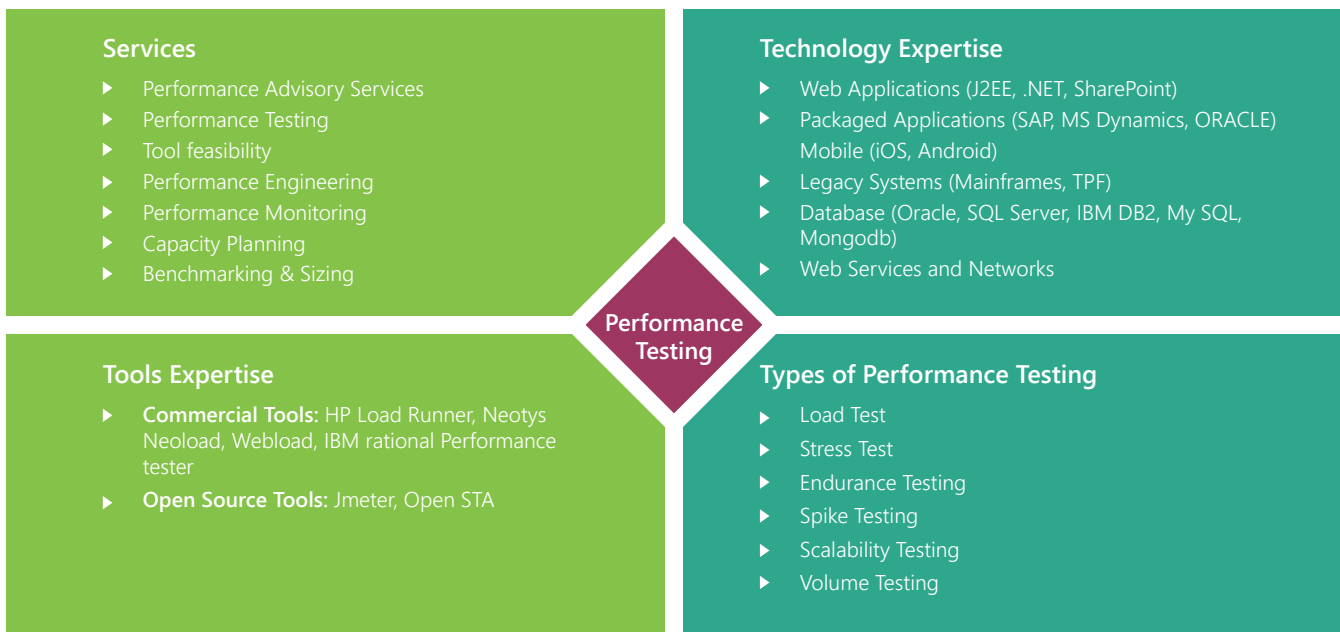 Services
Performance Advisory Services
Performance Testing
Tool feasibility
Performance Engineering
Performance Monitoring
Capacity Planning
Benchmarking & Sizing
Technology Expertise
Web Applications (J2EE, .NET, SharePoint)
Packaged Applications (SAP, MS Dynamics, ORACLE)
Mobile (iOS, Android)
Legacy Systems (Mainframes, TPF)
Database (Oracle, SQL Server, IBM DB2, My SQL,
Mongodb)
Web Services and Networks
Performance
Testing
Tools Expertise
Commercial Tools: HP Load Runner, Neotys
Neoload, Webload, IBM rational Performance
tester
Open Source Tools: Jmeter, Open STA
Types of Performance Testing
Load Test
Stress Test
Endurance Testing
Spike Testing
Scalability Testing
Volume Testing